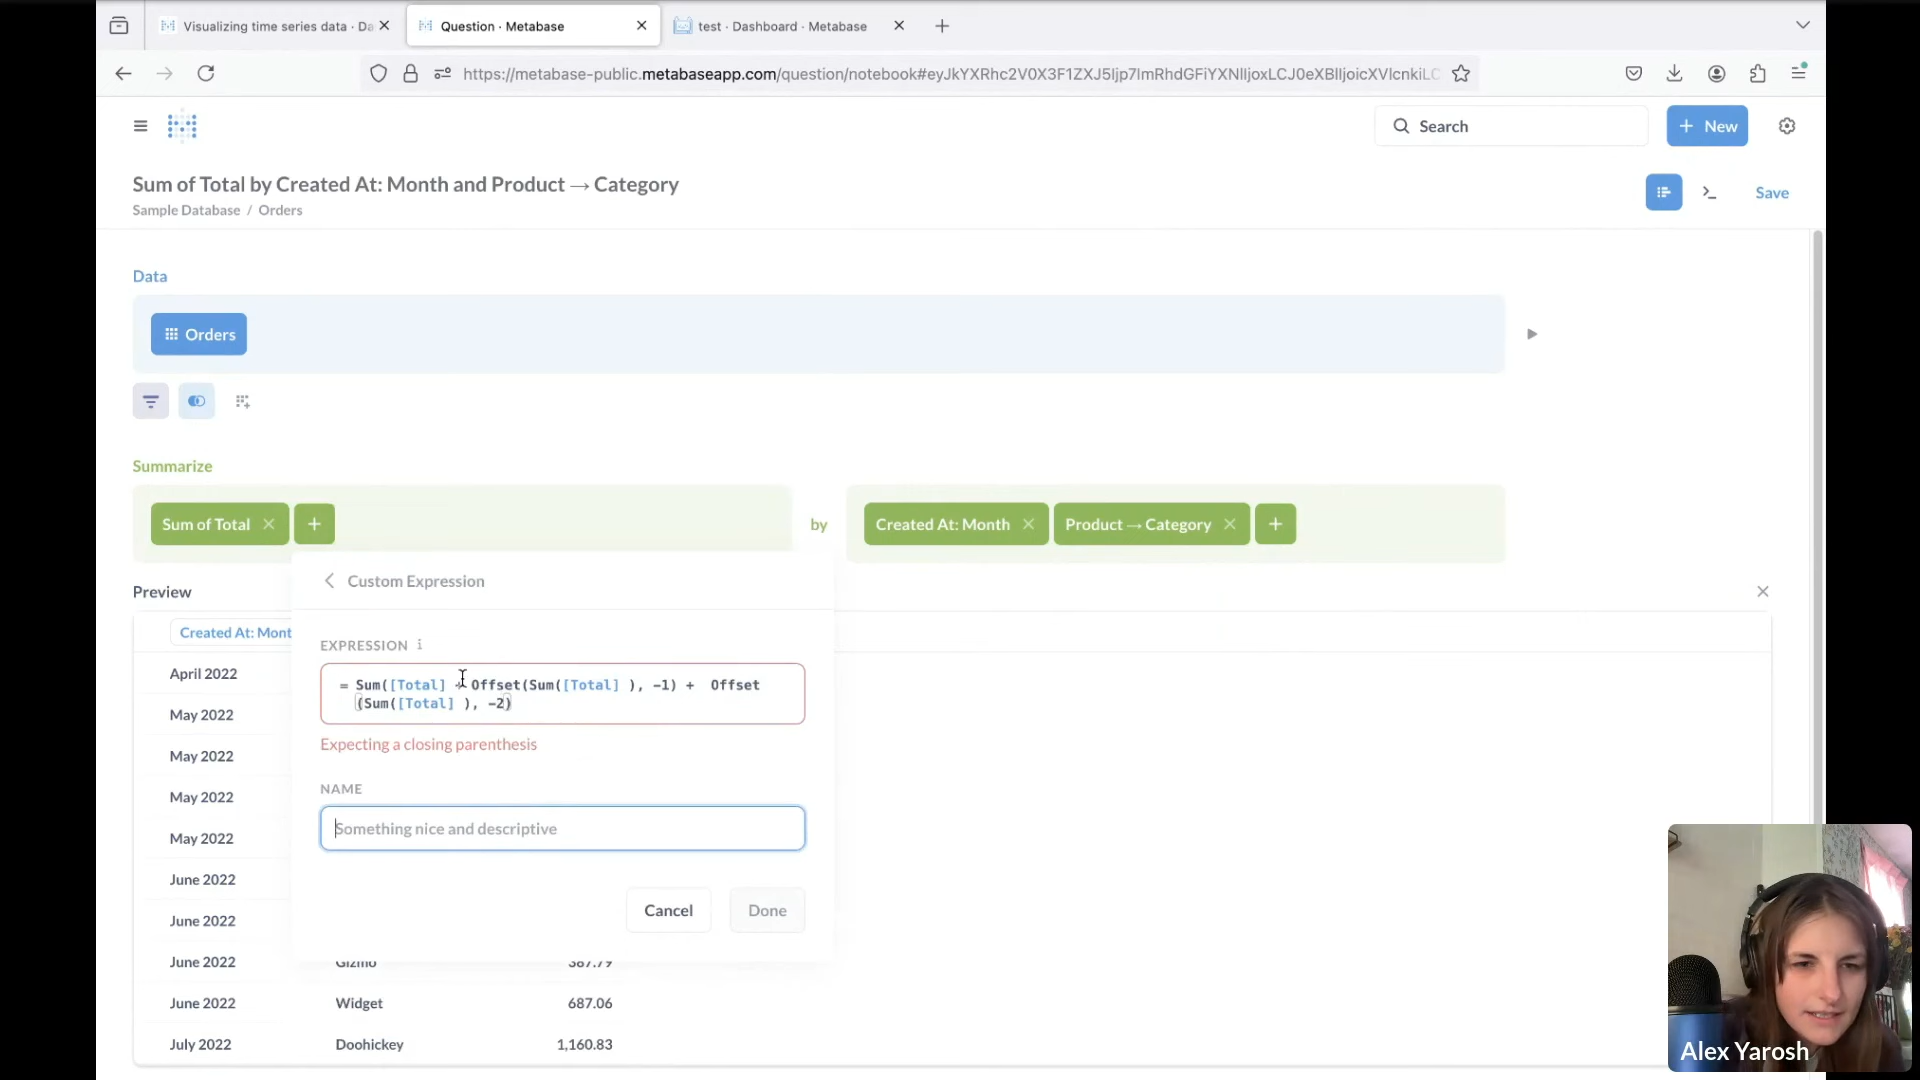 Visualizing time series data · Da
Question · Metabase
test · Dashboard · Metabase
https://metabase-public.metabaseapp.com/question/notebook#eyJkYXRhc2V0X3F1ZXJ5Ijp7ImRhdGFiYXNlIjoxLCJ0eXBlIjoicXVlcnkiLC
Search
+ New
Sum of Total by Created At: Month and Product → Category
Sample Database / Orders
Save
Data
Orders
Summarize
Sum of Total
+
by
Created At: Month
Product → Category
+
Custom Expression
Preview
Created At: Mont
EXPRESSION i
= Sum([Total] + Offset(Sum([Total] ), -1) + Offset
(Sum([Total] ), -2)
Expecting a closing parenthesis
NAME
Something nice and descriptive
Cancel
Done
April 2022
May 2022
May 2022
May 2022
May 2022
June 2022
June 2022
June 2022 Gizmo 387.79
June 2022 Widget 687.06
July 2022 Doohickey 1,160.83
Alex Yarosh